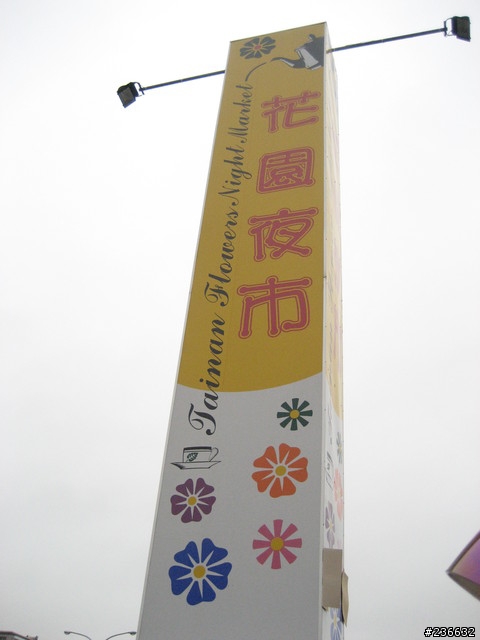 花園夜市
Tainan Flowers Night Market
#236632